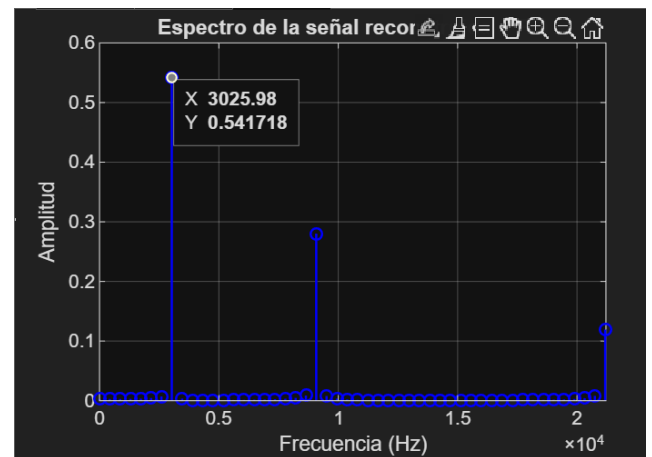 Espectro de la señal recor
0.6
0.5
0.4
0.3
0.2
0.1
0
X 3025.98
Y 0.541718
Amplitud
0
0.5
1
1.5
2
×10⁴
Frecuencia (Hz)